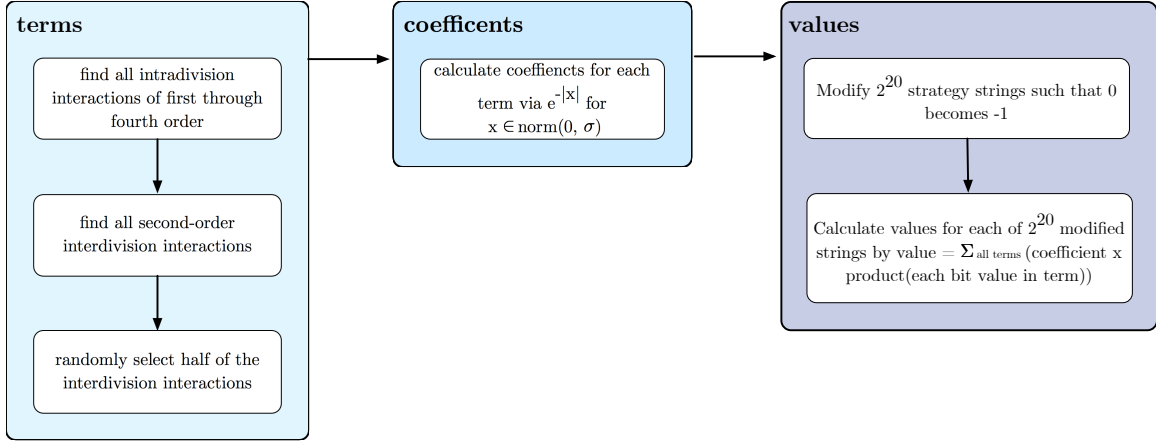 terms
find all intradivision
interactions of first through
fourth order
find all second-order
interdivision interactions
randomly select half of the
interdivision interactions
coefficents
calculate coeffiencts for each
term via e^-|x| for
x ∈ norm(0, σ)
values
Modify 2^20 strategy strings such that 0
becomes -1
Calculate values for each of 2^20 modified
strings by value = Σ all terms (coefficient x
product(each bit value in term))